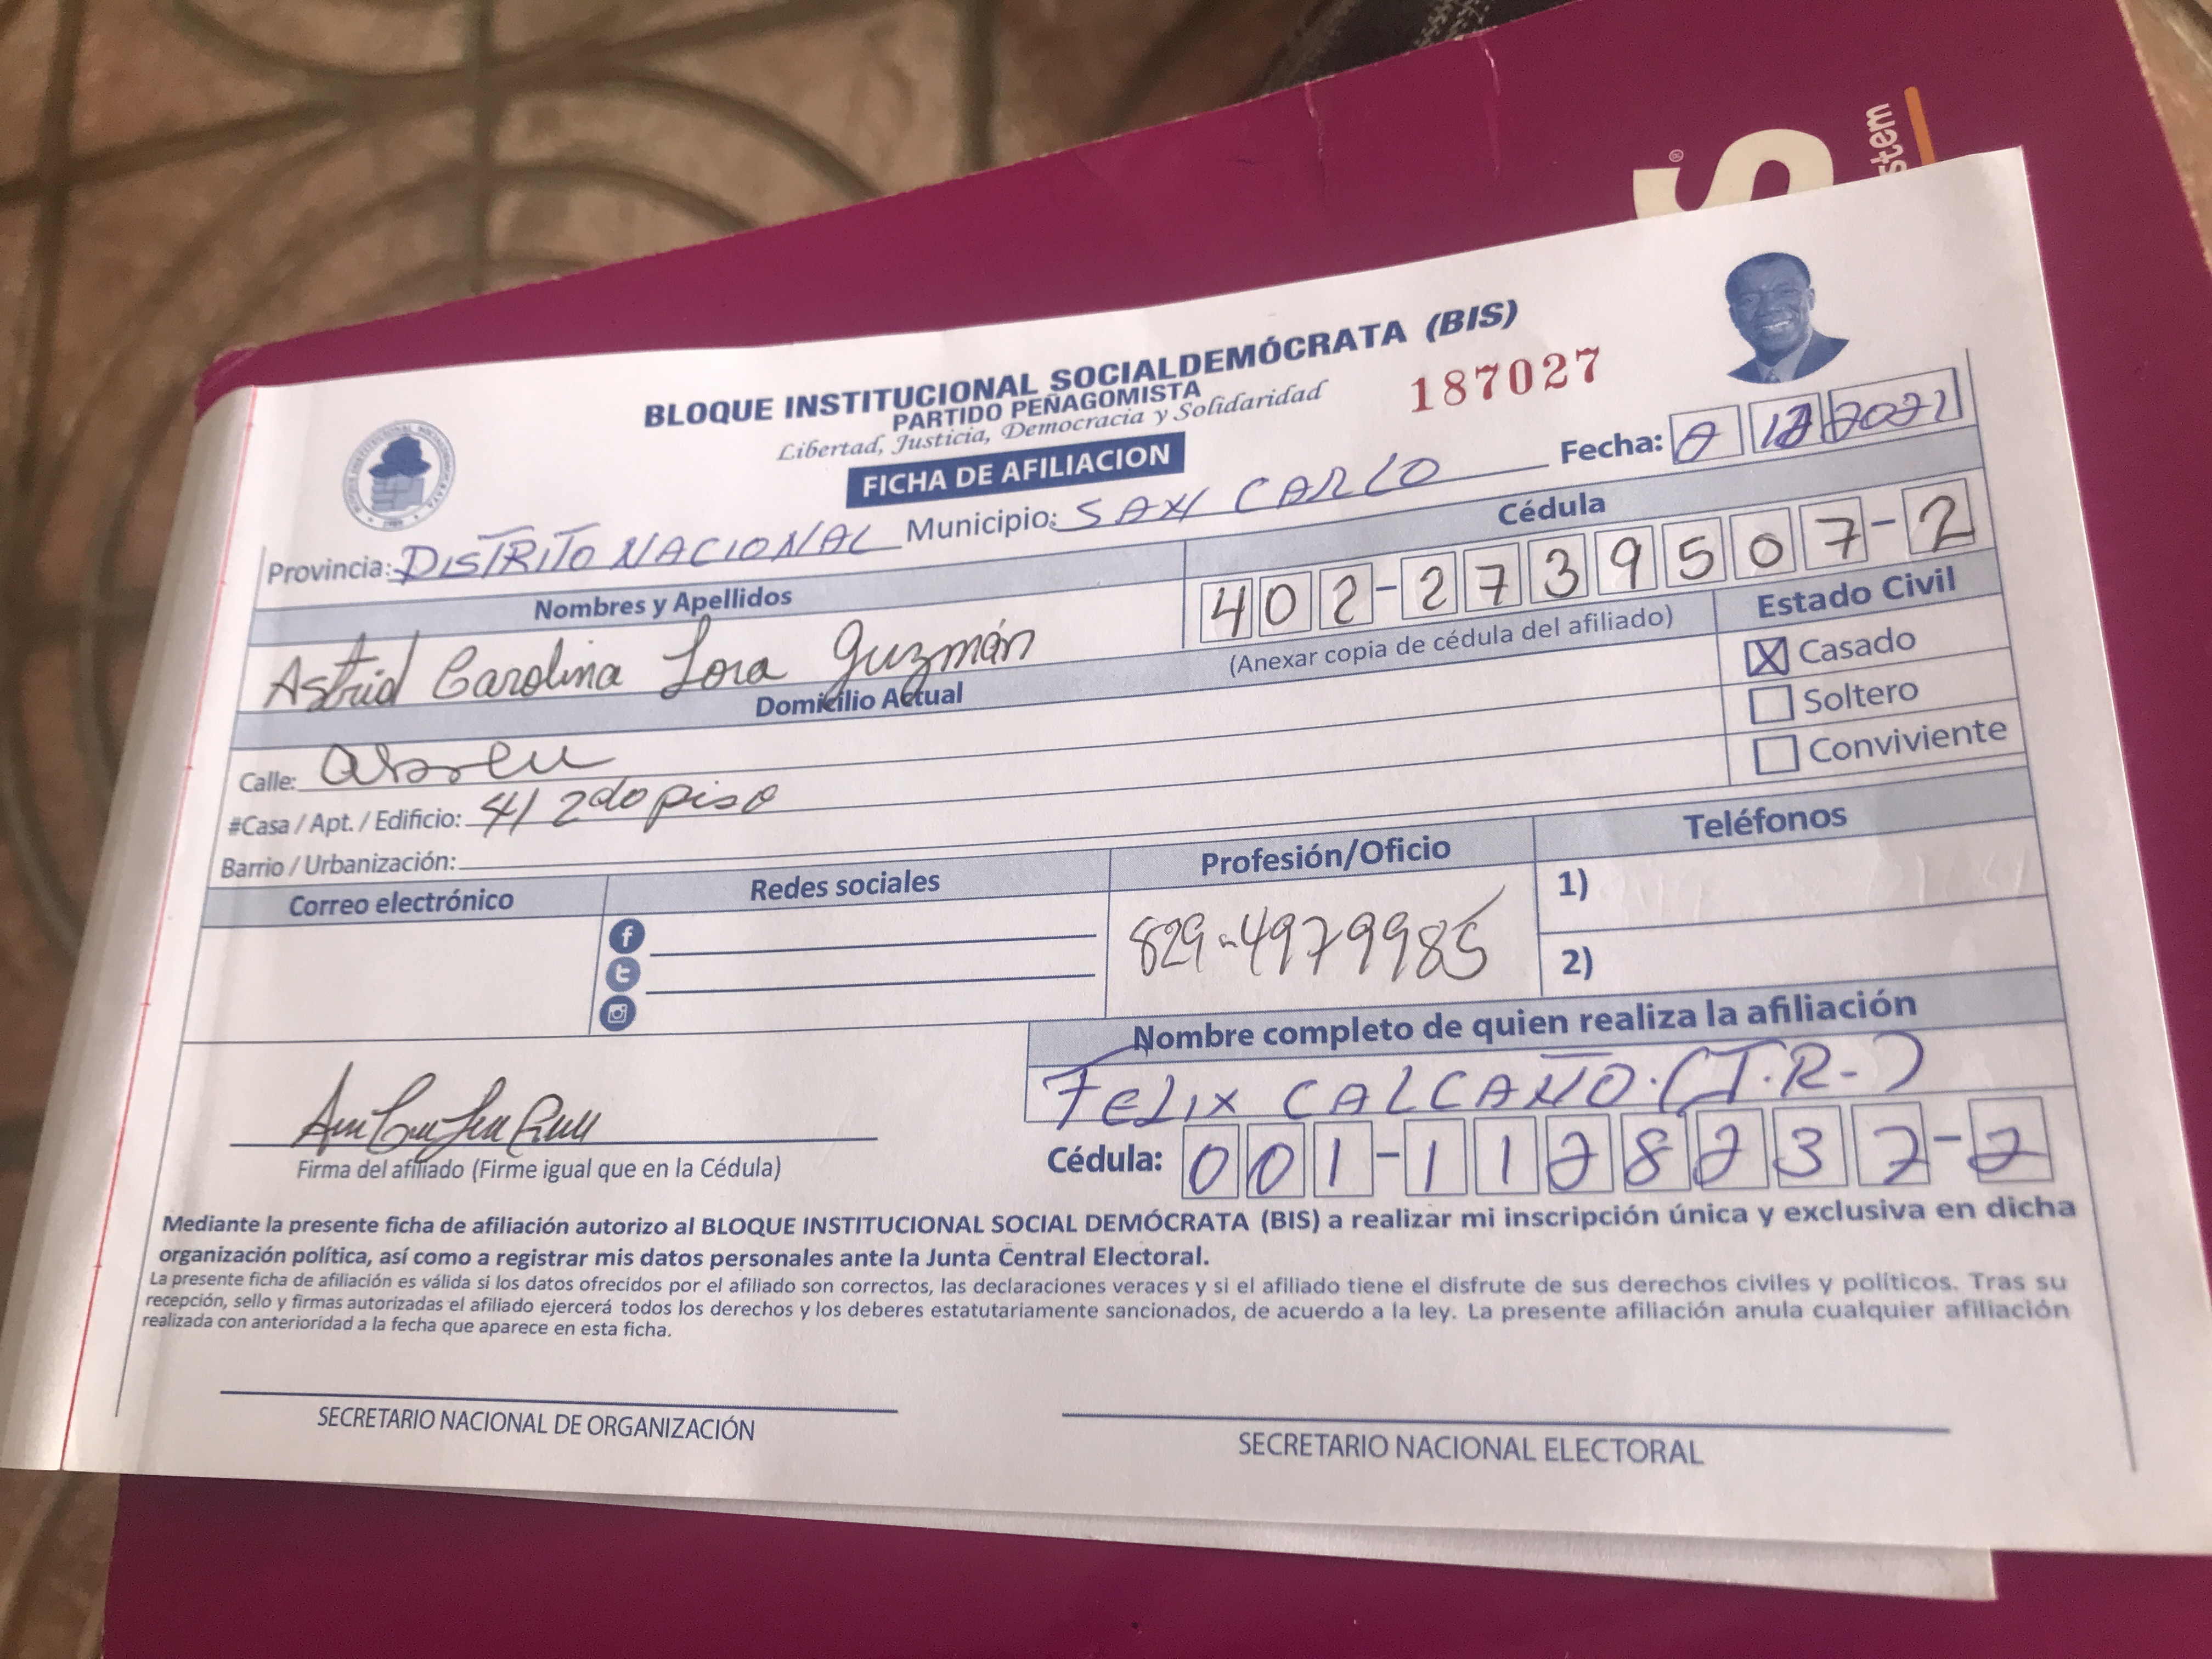 stem
S
®
BLOQUE INSTITUCIONAL SOCIALDEMÓCRATA (BIS)
PARTIDO PEÑAGOMISTA
Libertad, Justicia, Democracia y Solidaridad
187027
FICHA DE AFILIACION
Fecha: 2021
Provincia: DISTRITO NACIONAL Municipio: SAN CARLO
Nombres y Apellidos
Cédula
Astrid Carolina Lora Guzmán
402-2739507-2
(Anexar copia de cédula del afiliado)
Estado Civil
X Casado
Soltero
Conviviente
Domicilio Actual
Calle: Abreu
#Casa / Apt. / Edificio: 41 2do piso
Barrio / Urbanización:
Correo electrónico
Redes sociales
Profesión/Oficio
Teléfonos
829-4979985
1)
2)
Nombre completo de quien realiza la afiliación
FELIX CALCAÑO.(J.R.)
Cédula: 001-1128237-2
Firma del afiliado (Firme igual que en la Cédula)
Mediante la presente ficha de afiliación autorizo al BLOQUE INSTITUCIONAL SOCIAL DEMÓCRATA (BIS) a realizar mi inscripción única y exclusiva en dicha
organización política, así como a registrar mis datos personales ante la Junta Central Electoral.
La presente ficha de afiliación es válida si los datos ofrecidos por el afiliado son correctos, las declaraciones veraces y si el afiliado tiene el disfrute de sus derechos civiles y políticos. Tras su
recepción, sello y firmas autorizadas el afiliado ejercerá todos los derechos y los deberes estatutariamente sancionados, de acuerdo a la ley. La presente afiliación anula cualquier afiliación
realizada con anterioridad a la fecha que aparece en esta ficha.
SECRETARIO NACIONAL DE ORGANIZACIÓN
SECRETARIO NACIONAL ELECTORAL